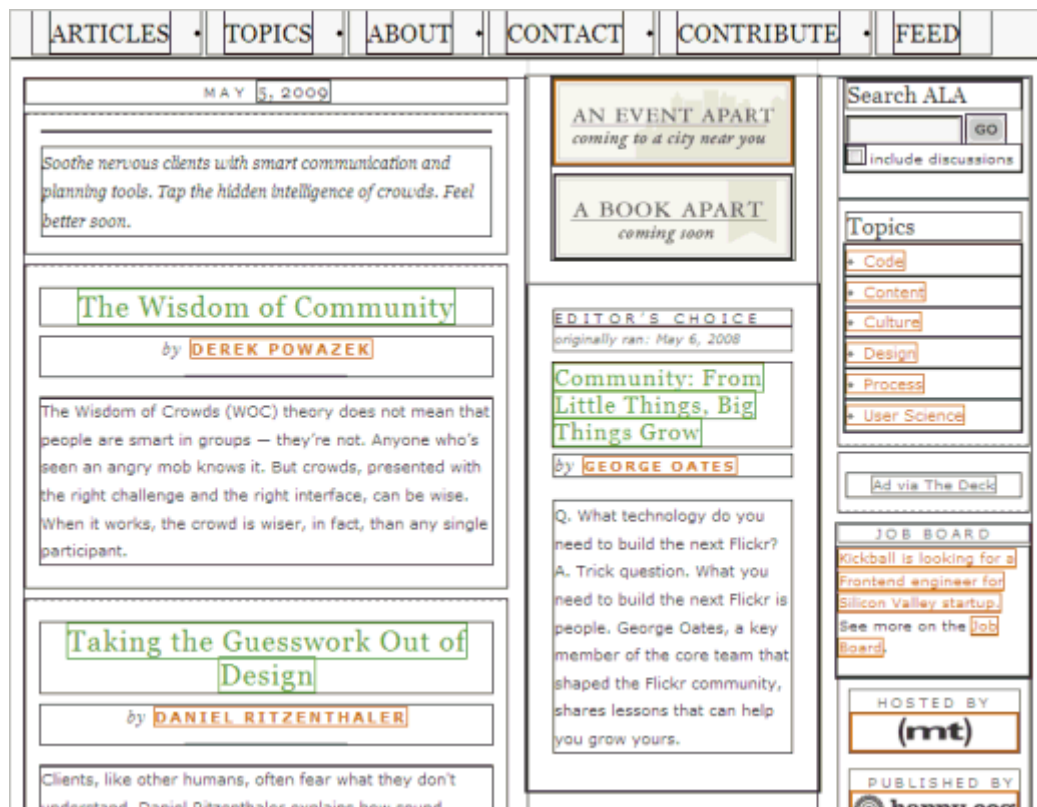 ARTICLES • TOPICS • ABOUT • CONTACT • CONTRIBUTE • FEED
MAY 5, 2009
Soothe nervous clients with smart communication and
planning tools. Tap the hidden intelligence of crowds. Feel
better soon.
The Wisdom of Community
by DEREK POWAZEK
The Wisdom of Crowds (WOC) theory does not mean that
people are smart in groups — they're not. Anyone who's
seen an angry mob knows it. But crowds, presented with
the right challenge and the right interface, can be wise.
When it works, the crowd is wiser, in fact, than any single
participant.
Taking the Guesswork Out of
Design
by DANIEL RITZENTHALER
Clients, like other humans, often fear what they don't
understand. Daniel Ritzenthaler explains how sound
AN EVENT APART
coming to a city near you
A BOOK APART
coming soon
EDITOR'S CHOICE
originally ran: May 6, 2008
Community: From
Little Things, Big
Things Grow
by GEORGE OATES
Q. What technology do you
need to build the next Flickr?
A. Trick question. What you
need to build the next Flickr is
people. George Oates, a key
member of the core team that
shaped the Flickr community,
shares lessons that can help
you grow yours.
Search ALA
GO
include discussions
Topics
• Code
• Content
• Culture
• Design
• Process
• User Science
Ad via The Deck
JOB BOARD
Kickball is looking for a
Frontend engineer for
Silicon Valley startup.
See more on the Job
Board.
HOSTED BY
(mt)
PUBLISHED BY
happy cog